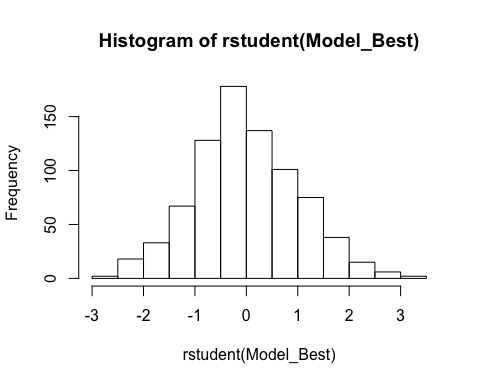 Histogram of rstudent(Model_Best)
Frequency
150
100
50
0
-3 -2 -1 0 1 2 3
rstudent(Model_Best)